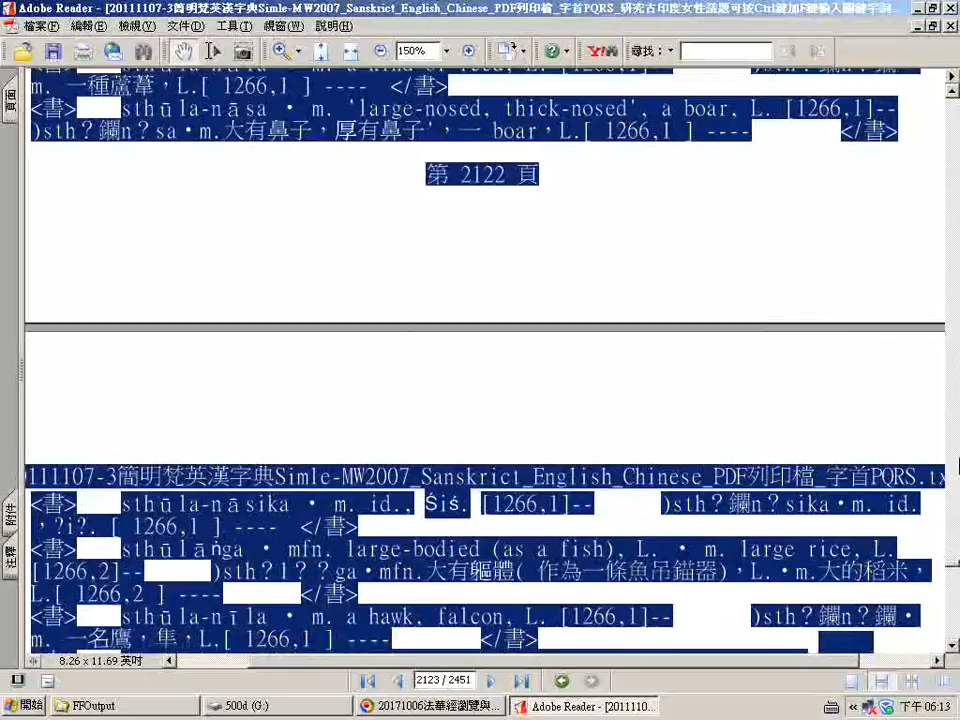 Adobe Reader - [20111107-3簡明梵英漢字典Simle-MW2007_Sanskrict_English_Chinese_PDF列印檔_字首PQRS_研究古印度女性議題可按Ctrl鍵加F鍵輸入關鍵字詞
檔案(F) 編輯(E) 檢視(V) 文件(D) 工具(T) 視窗(W) 說明(H)
150% Y! 尋找：
頁面
m. 一種蘆葦，L.[ 1266,1 ] ---- </書>
<書> sthūla-nāsa • m. 'large-nosed, thick-nosed', a boar, L. [1266,1]--
)sth？鑭n？sa•m.大有鼻子，厚有鼻子'，一 boar，L.[ 1266,1 ] ---- </書>
第 2122 頁
111107-3簡明梵英漢字典Simle-MW2007_Sanskrict_English_Chinese_PDF列印檔_字首PQRS.tx
<書> sthūla-nāsika • m. id., Śiś. [1266,1]-- )sth？鑭n？sika•m. id.
，?i?. [ 1266,1 ] ---- </書>
<書> sthūlāṅga • mfn. large-bodied (as a fish), L. • m. large rice, L.
[1266,2]-- )sth？l？？ga•mfn.大有軀體( 作為一條魚吊錨器)，L.•m.大的稻米，
L.[ 1266,2 ] ---- </書>
<書> sthūla-nīla • m. a hawk, falcon, L. [1266,1]-- )sth？鑭n？鑭•
m. 一名鷹，隼，L.[ 1266,1 ] ---- </書>
附件
注釋
8.26 x 11.69 英吋
2123 / 2451
開始 FFOutput 500d (G:) 20171006法華經瀏覽與... Adobe Reader - [2011110... 下午 06:13